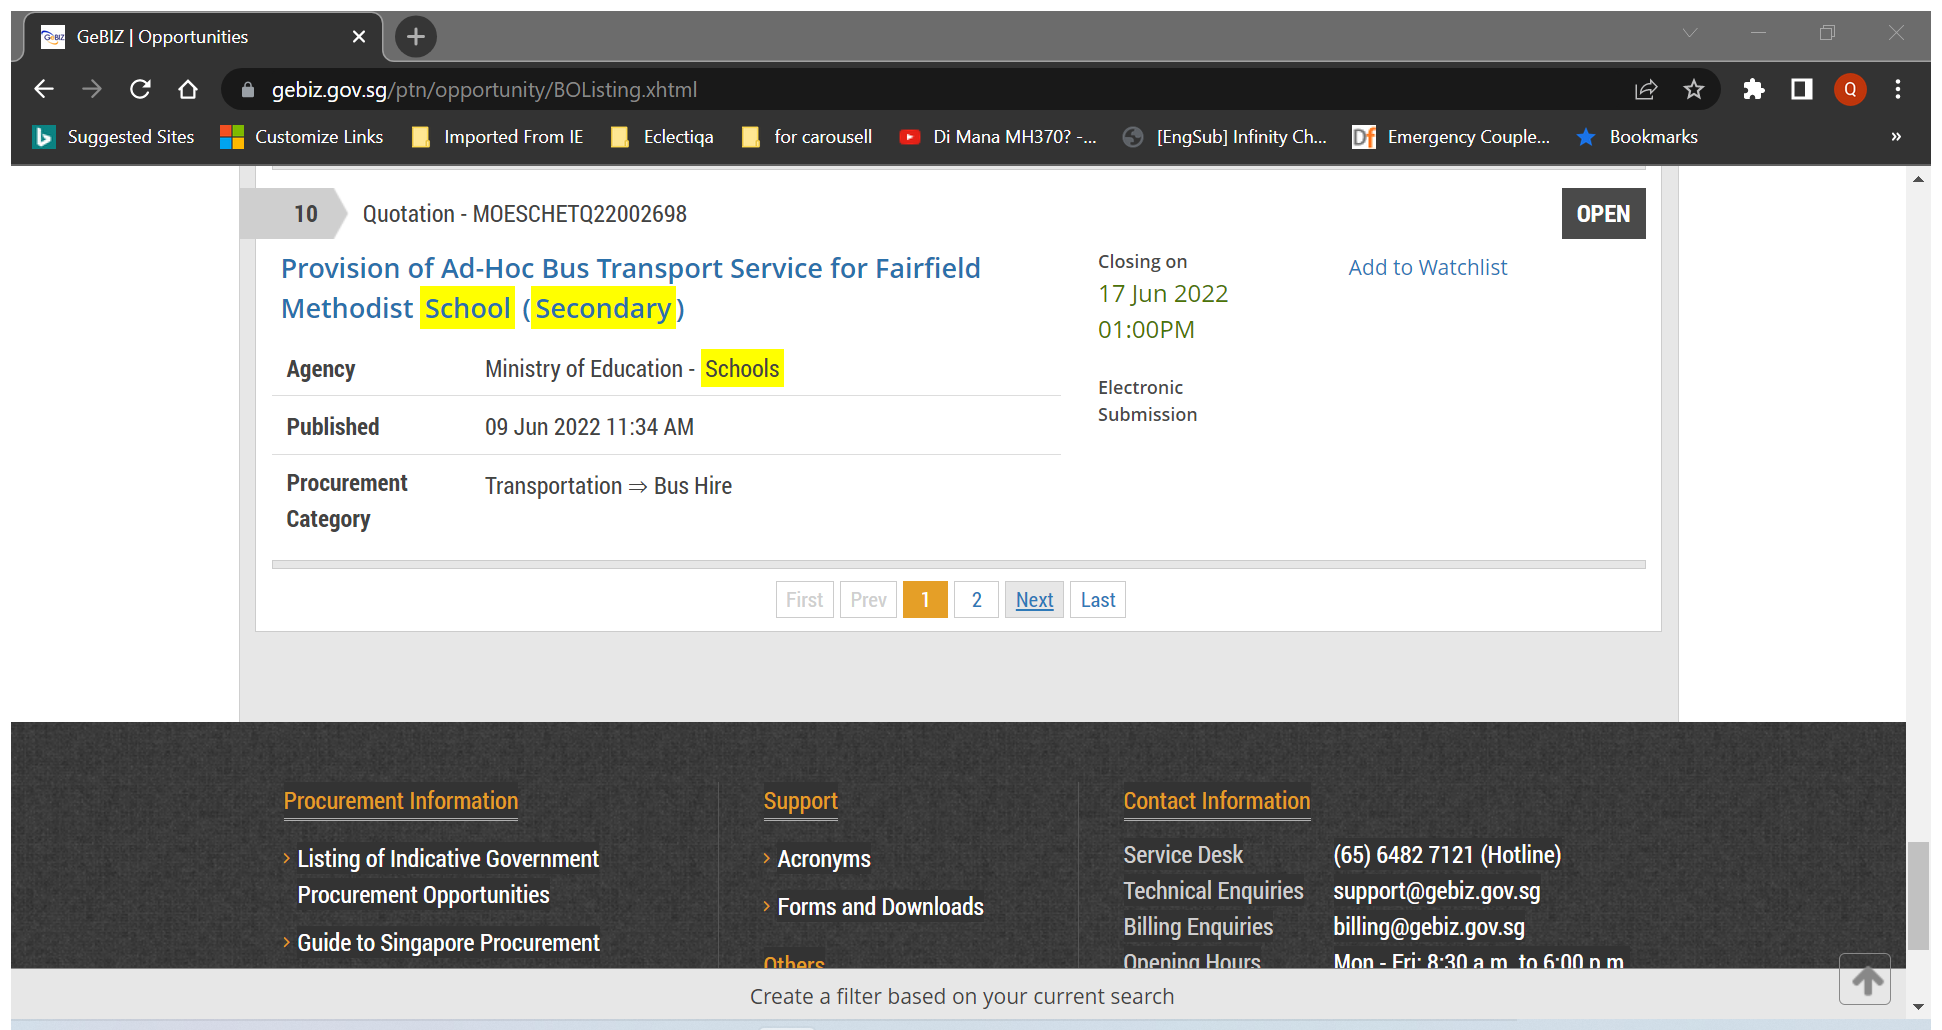 GeBIZ | Opportunities
gebiz.gov.sg/ptn/opportunity/BOListing.xhtml
Q
Suggested Sites
Customize Links
Imported From IE
Eclectiqa
for carousell
Di Mana MH370? -...
[EngSub] Infinity Ch...
Df
Emergency Couple...
Bookmarks
»
10
Quotation - MOESCHETQ22002698
OPEN
Provision of Ad-Hoc Bus Transport Service for Fairfield
Methodist School (Secondary)
Closing on
17 Jun 2022
01:00PM
Electronic
Submission
Add to Watchlist
Agency
Ministry of Education - Schools
Published
09 Jun 2022 11:34 AM
Procurement
Category
Transportation ⇒ Bus Hire
First Prev 1 2 Next Last
Procurement Information
› Listing of Indicative Government
Procurement Opportunities
› Guide to Singapore Procurement
Support
› Acronyms
› Forms and Downloads
Others
Contact Information
Service Desk (65) 6482 7121 (Hotline)
Technical Enquiries support@gebiz.gov.sg
Billing Enquiries billing@gebiz.gov.sg
Opening Hours Mon - Fri: 8:30 a.m. to 6:00 p.m
Create a filter based on your current search